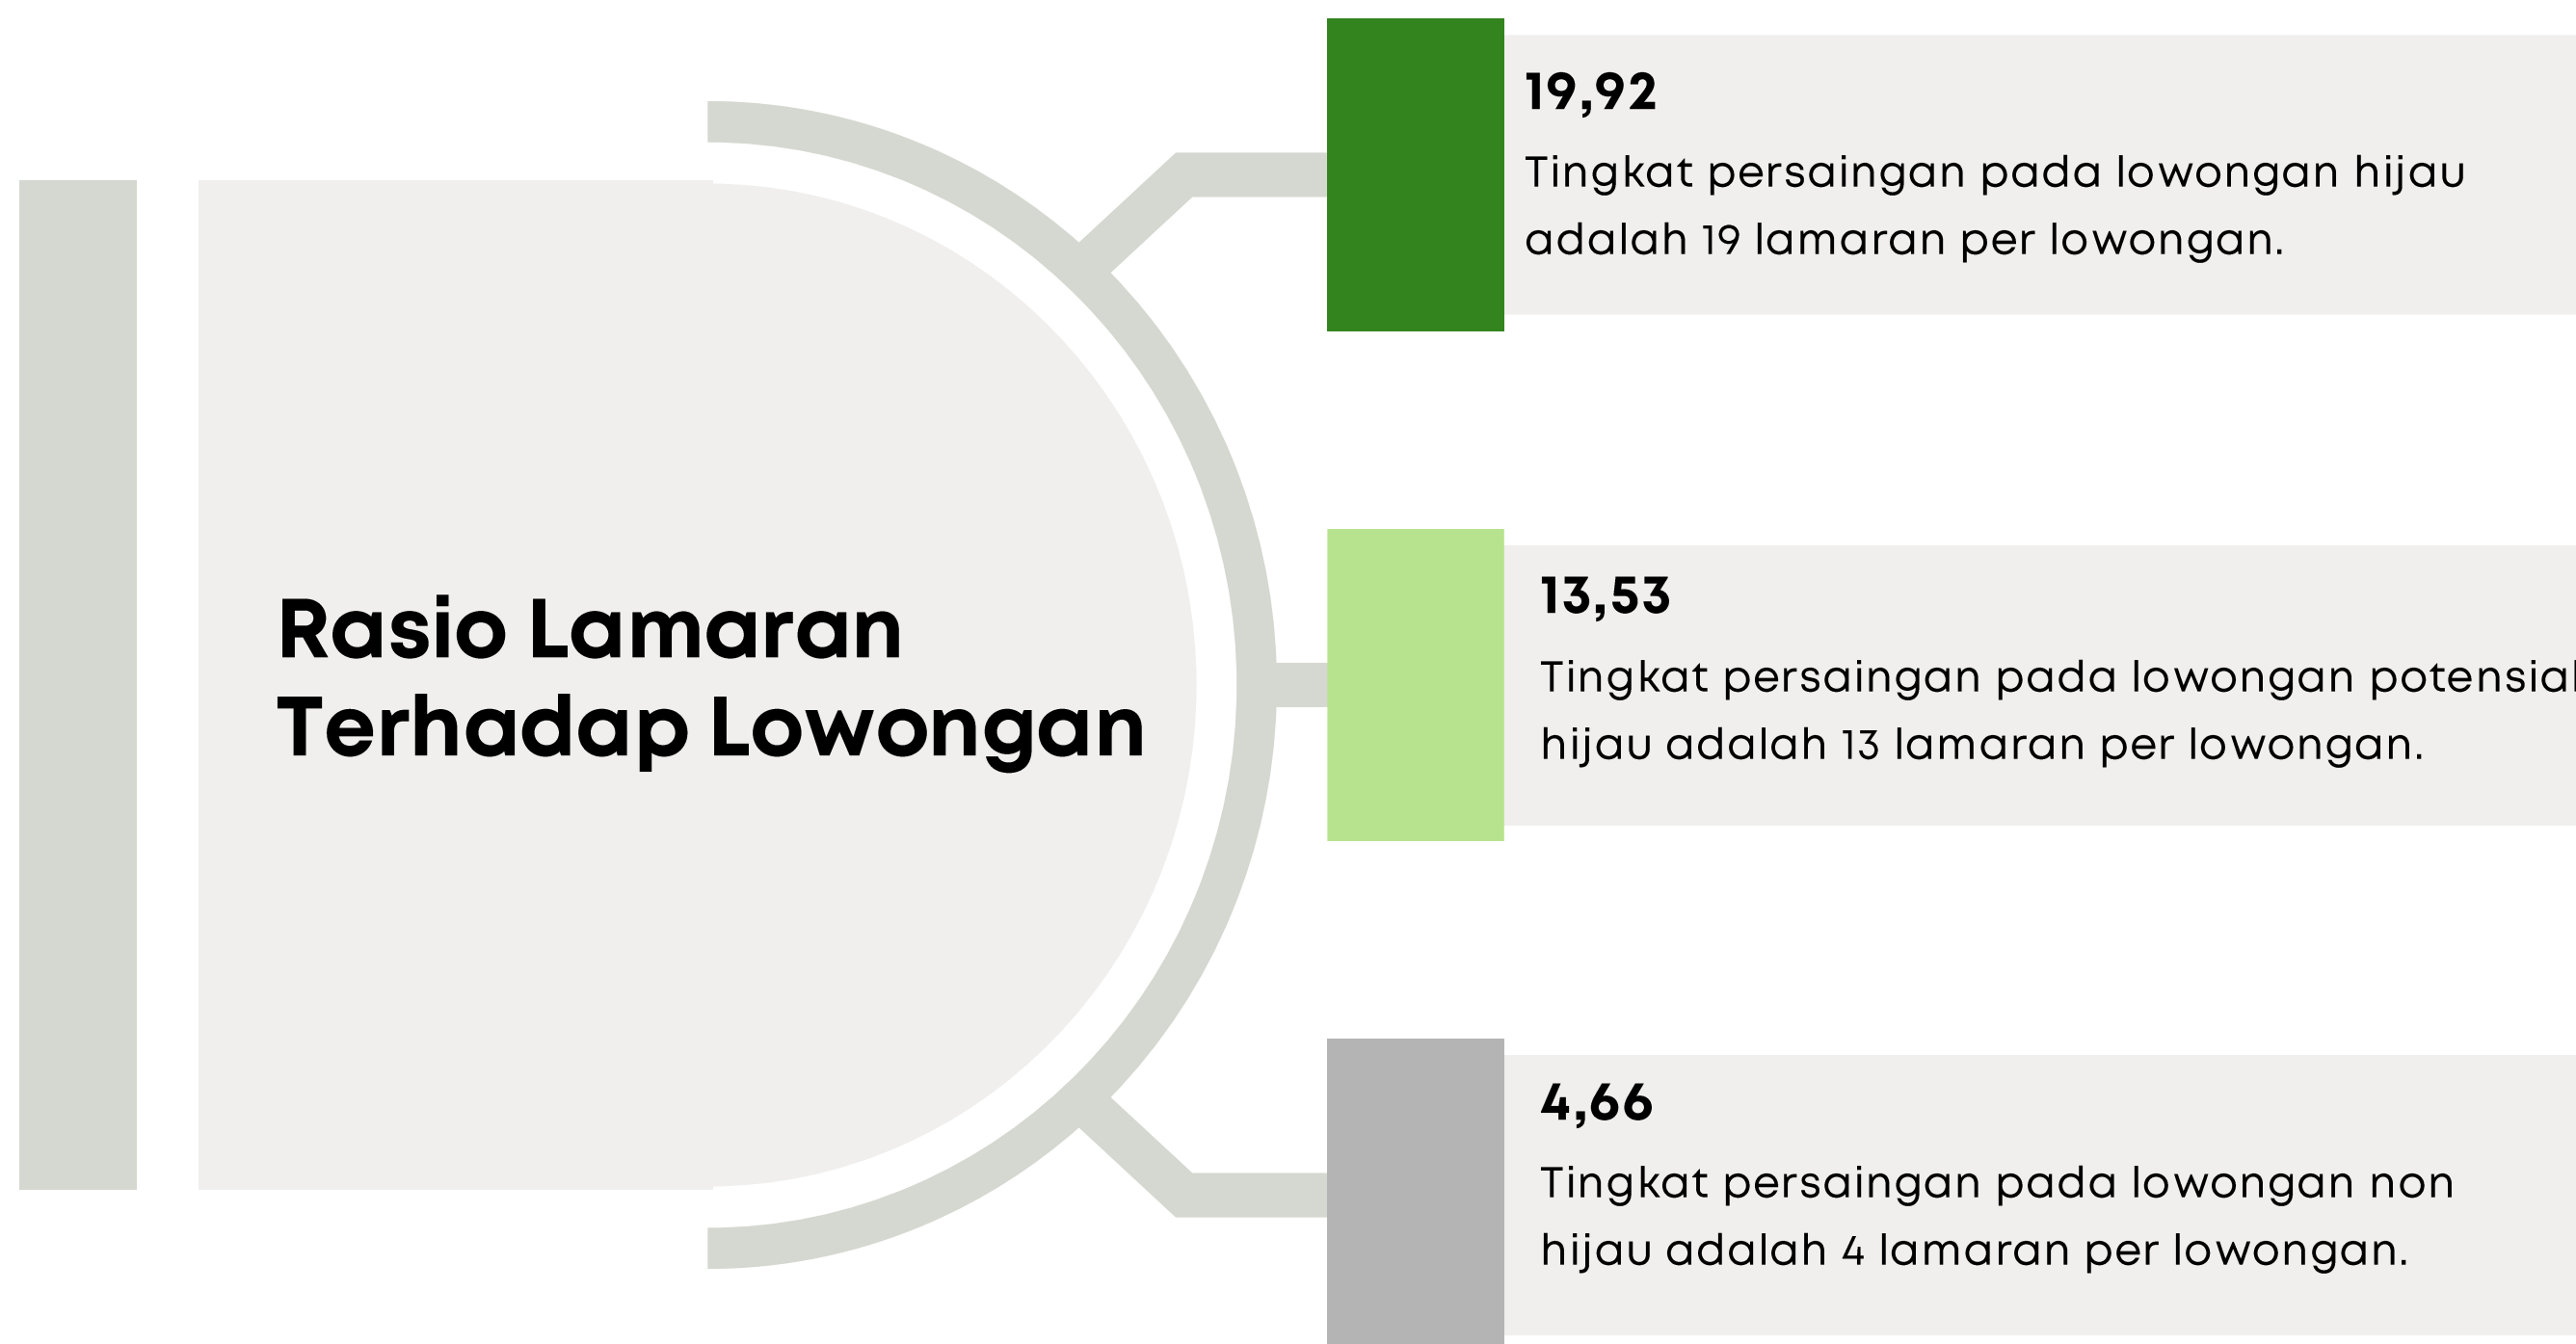 Rasio Lamaran
Terhadap Lowongan
19,92
Tingkat persaingan pada lowongan hijau
adalah 19 lamaran per lowongan.
13,53
Tingkat persaingan pada lowongan potensial
hijau adalah 13 lamaran per lowongan.
4,66
Tingkat persaingan pada lowongan non
hijau adalah 4 lamaran per lowongan.